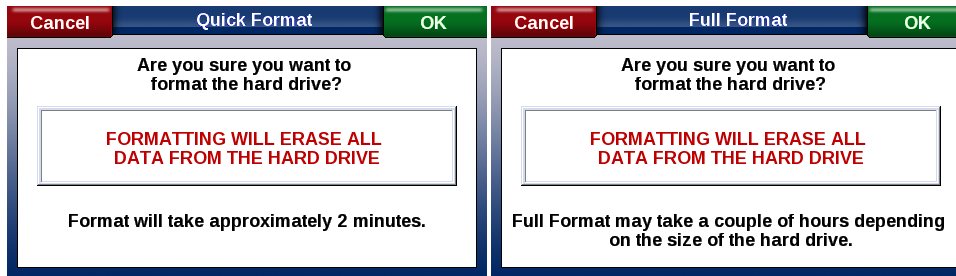 Cancel
Quick Format
OK
Are you sure you want to
format the hard drive?
FORMATTING WILL ERASE ALL
DATA FROM THE HARD DRIVE
Format will take approximately 2 minutes.
Cancel
Full Format
OK
Are you sure you want to
format the hard drive?
FORMATTING WILL ERASE ALL
DATA FROM THE HARD DRIVE
Full Format may take a couple of hours depending
on the size of the hard drive.